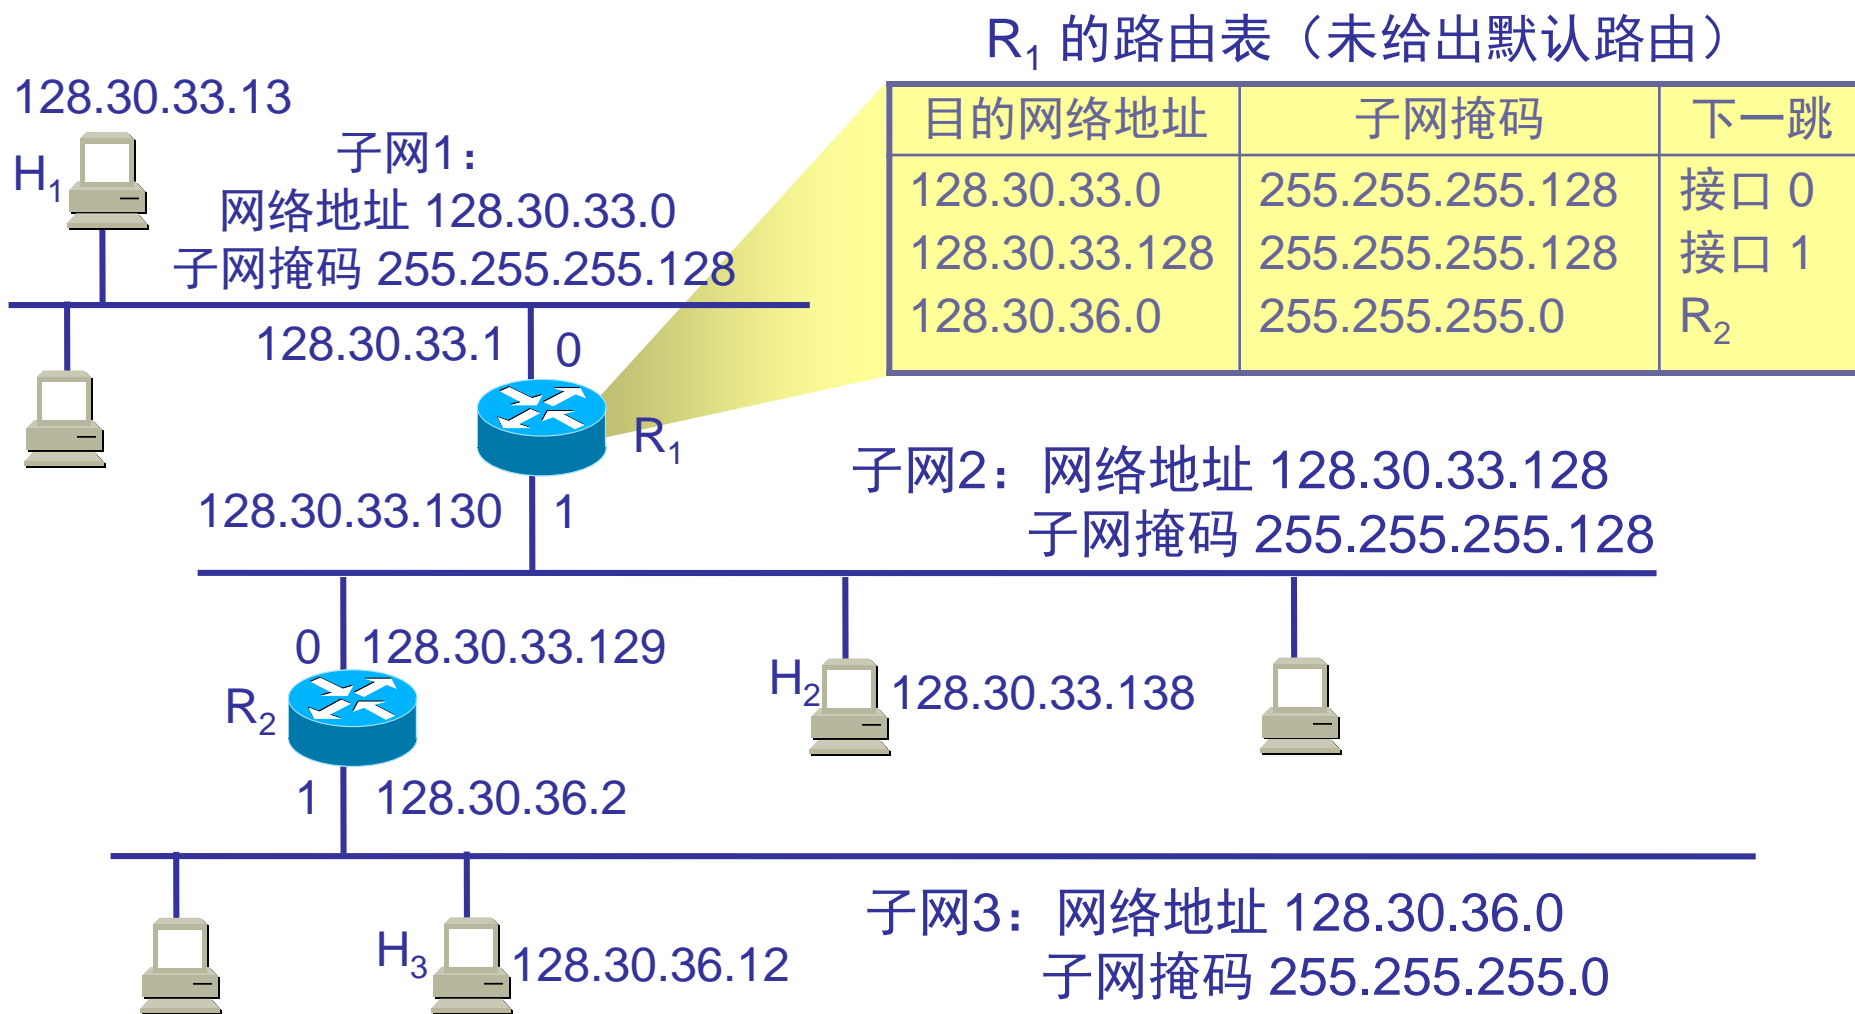 R1 的路由表（未给出默认路由）
目的网络地址 子网掩码 下一跳
128.30.33.0 255.255.255.128 接口 0
128.30.33.128 255.255.255.128 接口 1
128.30.36.0 255.255.255.0 R2
128.30.33.13
H1
子网1：
网络地址 128.30.33.0
子网掩码 255.255.255.128
128.30.33.1 0
R1
128.30.33.130 1
子网2：网络地址 128.30.33.128
子网掩码 255.255.255.128
0 128.30.33.129
R2
H2 128.30.33.138
1 128.30.36.2
H3 128.30.36.12
子网3：网络地址 128.30.36.0
子网掩码 255.255.255.0